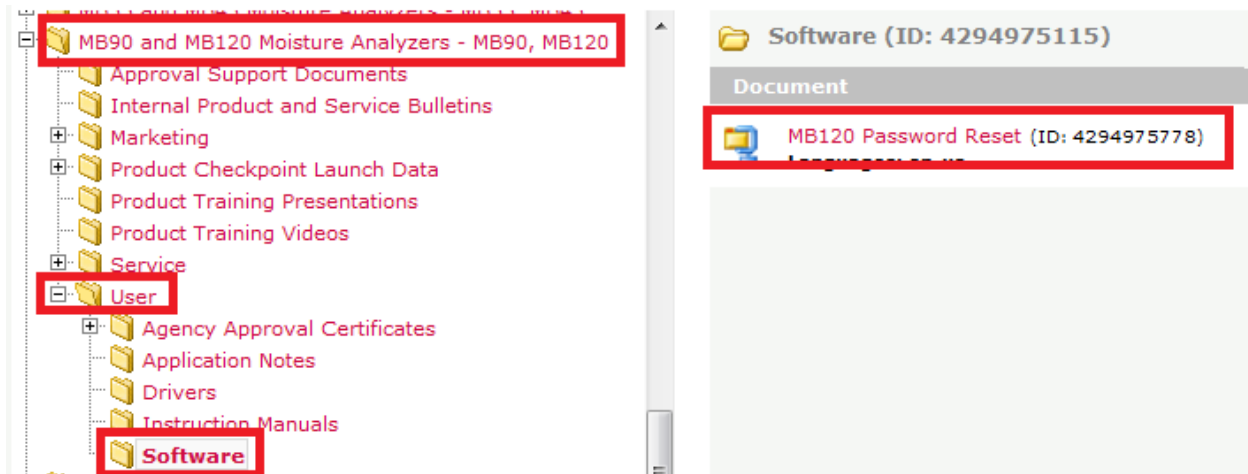 MB90 and MB120 Moisture Analyzers - MB90, MB120
Approval Support Documents
Internal Product and Service Bulletins
Marketing
Product Checkpoint Launch Data
Product Training Presentations
Product Training Videos
Service
User
Agency Approval Certificates
Application Notes
Drivers
Instruction Manuals
Software
Software (ID: 4294975115)
Document
MB120 Password Reset (ID: 4294975778)